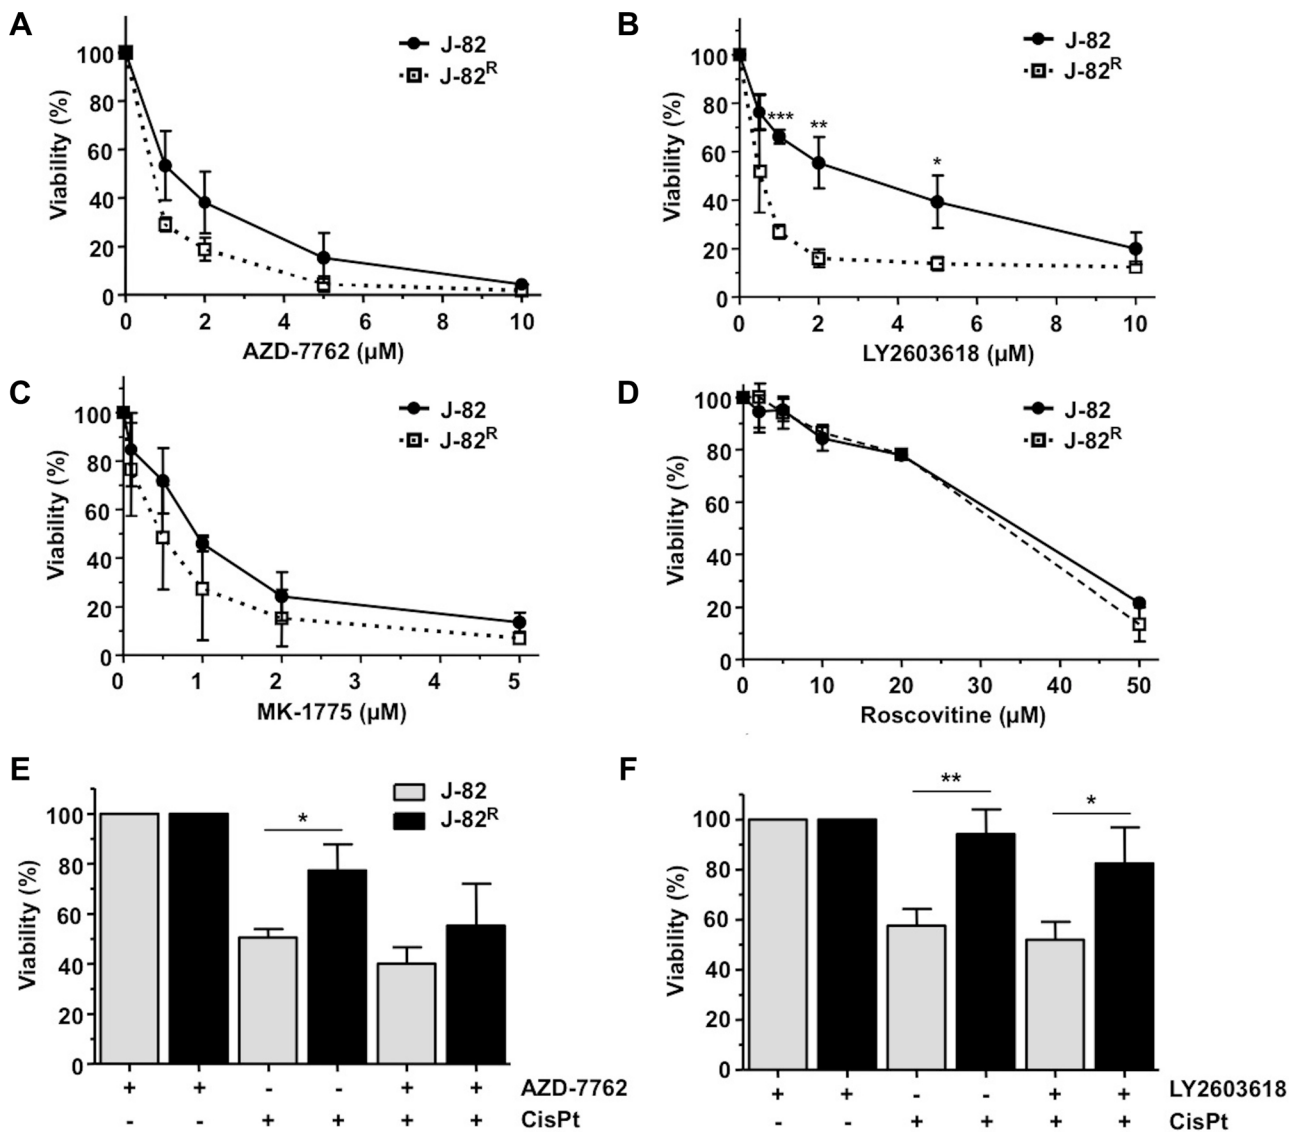 A
J-82
J-82R
100
80
60
40
20
0
Viability (%)
0 2 4 6 8 10
AZD-7762 (µM)
B
J-82
J-82R
100
80
60
40
20
0
Viability (%)
*** ** *
0 2 4 6 8 10
LY2603618 (µM)
C
J-82
J-82R
100
80
60
40
20
0
Viability (%)
0 1 2 3 4 5
MK-1775 (µM)
D
J-82
J-82R
100
80
60
40
20
0
Viability (%)
0 10 20 30 40 50
Roscovitine (µM)
E
J-82
J-82R
100
80
60
40
20
0
Viability (%)
*
+ + - - + + AZD-7762
- - + + + + CisPt
F
100
80
60
40
20
0
Viability (%)
** *
+ + - - + + LY2603618
- - + + + + CisPt